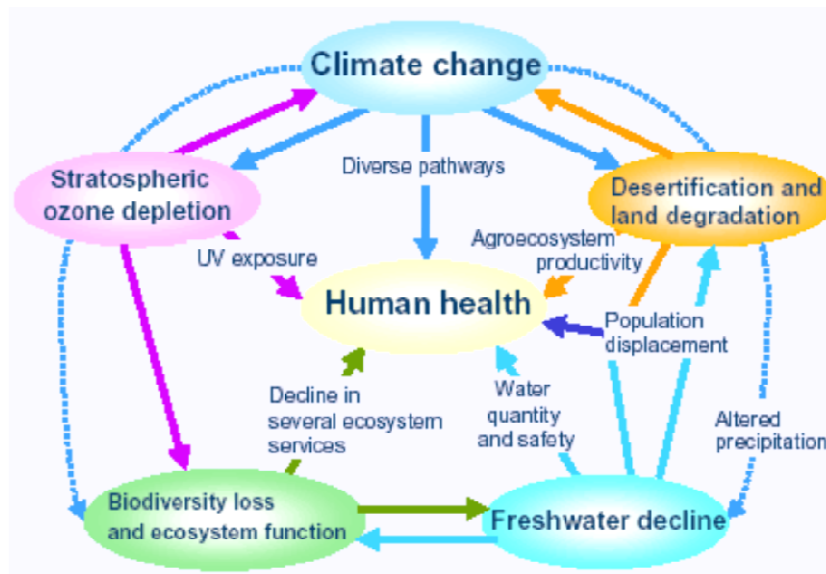 Climate change
Diverse pathways
Stratospheric
ozone depletion
Desertification and
land degradation
UV exposure
Agroecosystem
productivity
Human health
Population
displacement
Decline in
several ecosystem
services
Water
quantity
and safety
Altered
precipitation
Biodiversity loss
and ecosystem function
Freshwater decline